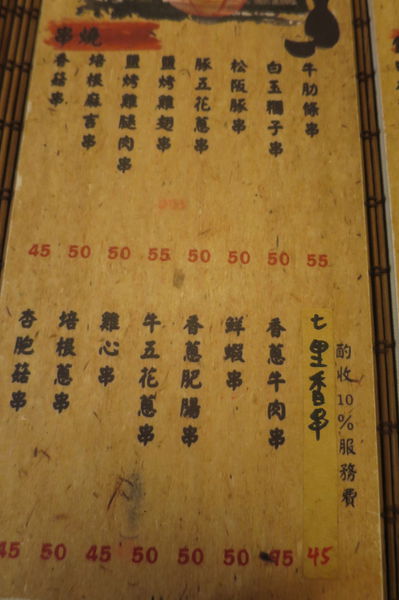 串燒
香菇串
培根麻吉串
鹽烤雞腿肉串
鹽烤雞翅串
豚五花蔥串
松阪豚串
白玉獨子串
牛肋條串
45 50 50 55 50 50 50 55
杏胞菇串
培根蔥串
雞心串
牛五花蔥串
香蔥肥腸串
鮮蝦串
香蔥牛肉串
七里香串
酌收10%服務費
45 50 45 50 50 50 95 45